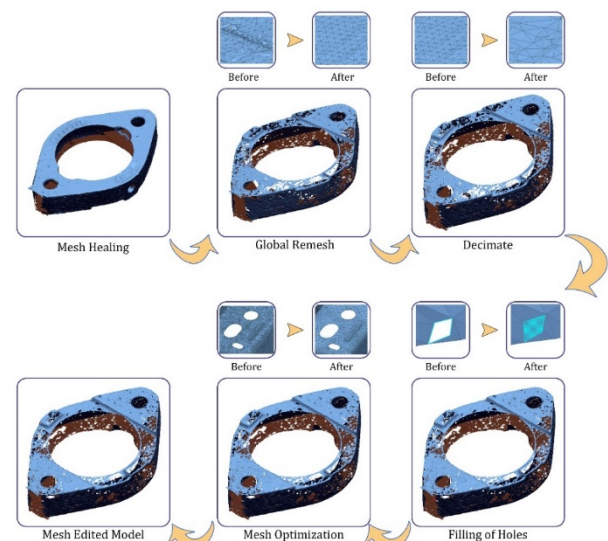 Before
After
Before
After
Mesh Healing
Global Remesh
Decimate
Before
After
Before
After
Mesh Edited Model
Mesh Optimization
Filling of Holes